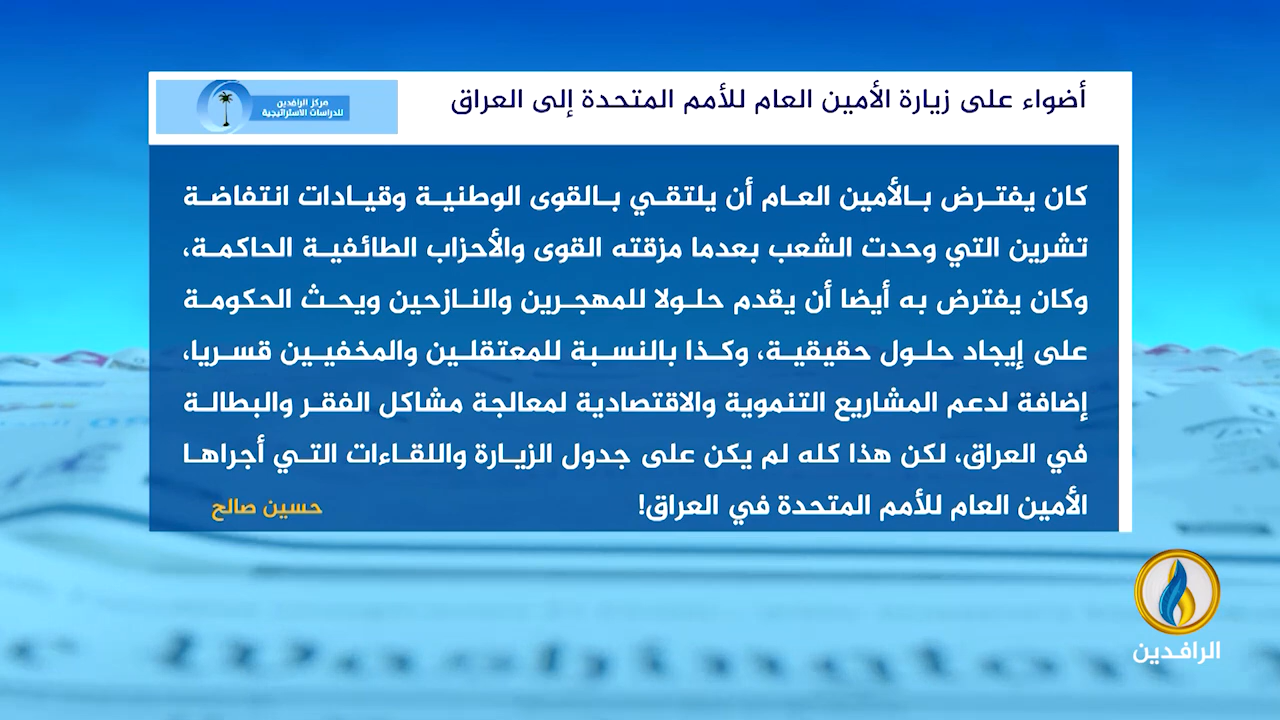 أضواء على زيارة الأمين العام للأمم المتحدة إلى العراق
مركز الرافدين
للدراسات الاستراتيجية
كان يفترض بالأمين العام أن يلتقي بالقوى الوطنية وقيادات انتفاضة
تشرين التي وحدت الشعب بعدما مزقته القوى والأحزاب الطائفية الحاكمة،
وكان يفترض به أيضا أن يقدم حلولا للمهجرين والنازحين ويحث الحكومة
على إيجاد حلول حقيقية، وكذا بالنسبة للمعتقلين والمخفيين قسريا،
إضافة لدعم المشاريع التنموية والاقتصادية لمعالجة مشاكل الفقر والبطالة
في العراق، لكن هذا كله لم يكن على جدول الزيارة واللقاءات التي أجراها
الأمين العام للأمم المتحدة في العراق!
حسين صالح
الرافدين